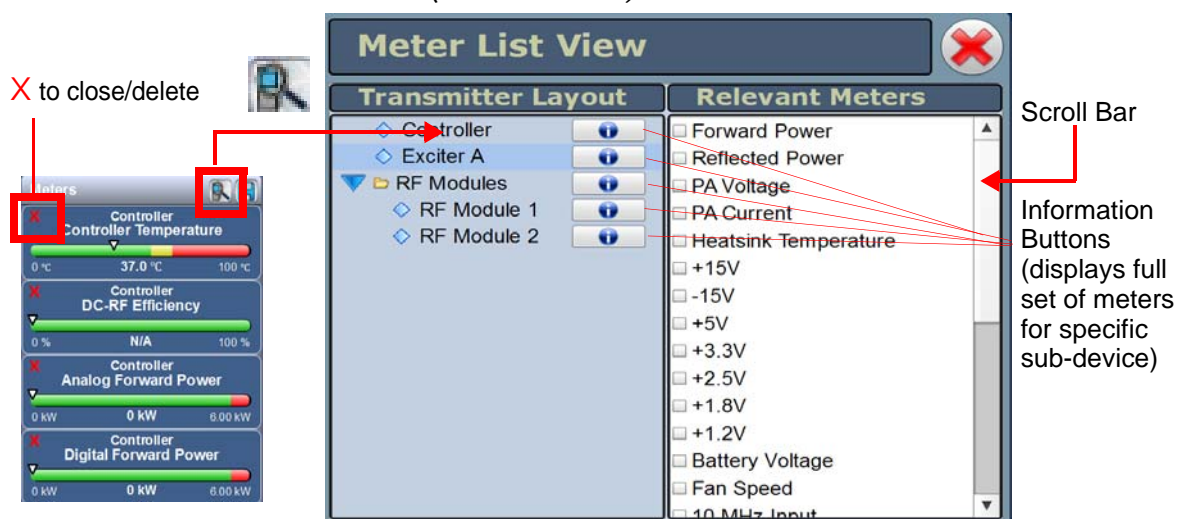 X to close/delete
Meters
X
Controller
Controller Temperature
0 °C
37.0 °C
100 °C
X
Controller
DC-RF Efficiency
0 %
N/A
100 %
X
Controller
Analog Forward Power
0 kW
0 kW
6.00 kW
X
Controller
Digital Forward Power
0 kW
0 kW
6.00 kW
Meter List View
Transmitter Layout
Controller
Exciter A
RF Modules
RF Module 1
RF Module 2
Relevant Meters
Forward Power
Reflected Power
PA Voltage
PA Current
Heatsink Temperature
+15V
-15V
+5V
+3.3V
+2.5V
+1.8V
+1.2V
Battery Voltage
Fan Speed
10 MHz Input
Scroll Bar
Information
Buttons
(displays full
set of meters
for specific
sub-device)